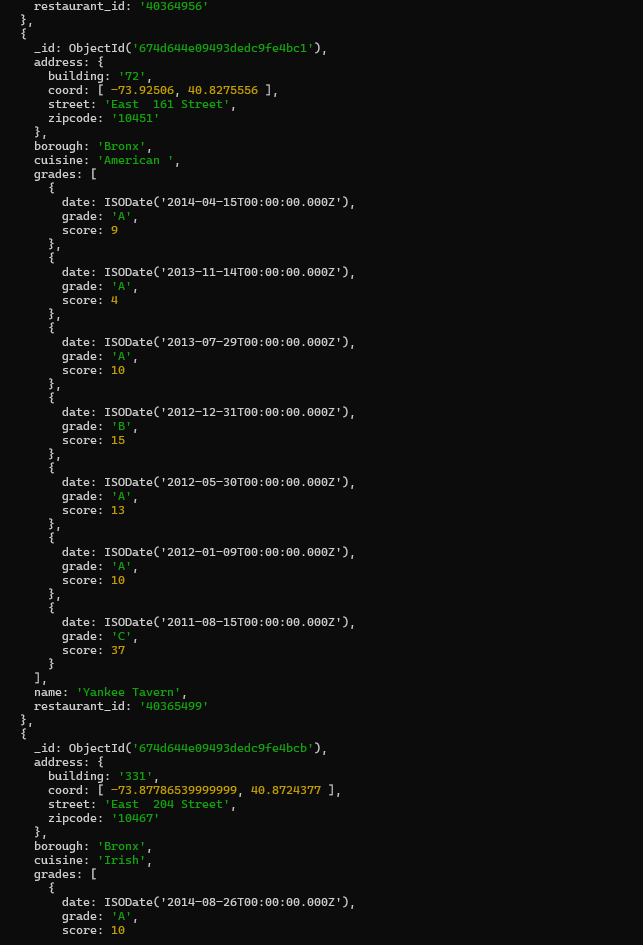 restaurant_id: '40364956'
  },
  {
    _id: ObjectId('674d644e09493dedc9fe4bc1'),
    address: {
      building: '72',
      coord: [ -73.92506, 40.8275556 ],
      street: 'East  161 Street',
      zipcode: '10451'
    },
    borough: 'Bronx',
    cuisine: 'American ',
    grades: [
      {
        date: ISODate('2014-04-15T00:00:00.000Z'),
        grade: 'A',
        score: 9
      },
      {
        date: ISODate('2013-11-14T00:00:00.000Z'),
        grade: 'A',
        score: 4
      },
      {
        date: ISODate('2013-07-29T00:00:00.000Z'),
        grade: 'A',
        score: 10
      },
      {
        date: ISODate('2012-12-31T00:00:00.000Z'),
        grade: 'B',
        score: 15
      },
      {
        date: ISODate('2012-05-30T00:00:00.000Z'),
        grade: 'A',
        score: 13
      },
      {
        date: ISODate('2012-01-09T00:00:00.000Z'),
        grade: 'A',
        score: 10
      },
      {
        date: ISODate('2011-08-15T00:00:00.000Z'),
        grade: 'C',
        score: 37
      }
    ],
    name: 'Yankee Tavern',
    restaurant_id: '40365499'
  },
  {
    _id: ObjectId('674d644e09493dedc9fe4bcb'),
    address: {
      building: '331',
      coord: [ -73.87786539999999, 40.8724377 ],
      street: 'East  204 Street',
      zipcode: '10467'
    },
    borough: 'Bronx',
    cuisine: 'Irish',
    grades: [
      {
        date: ISODate('2014-08-26T00:00:00.000Z'),
        grade: 'A',
        score: 10